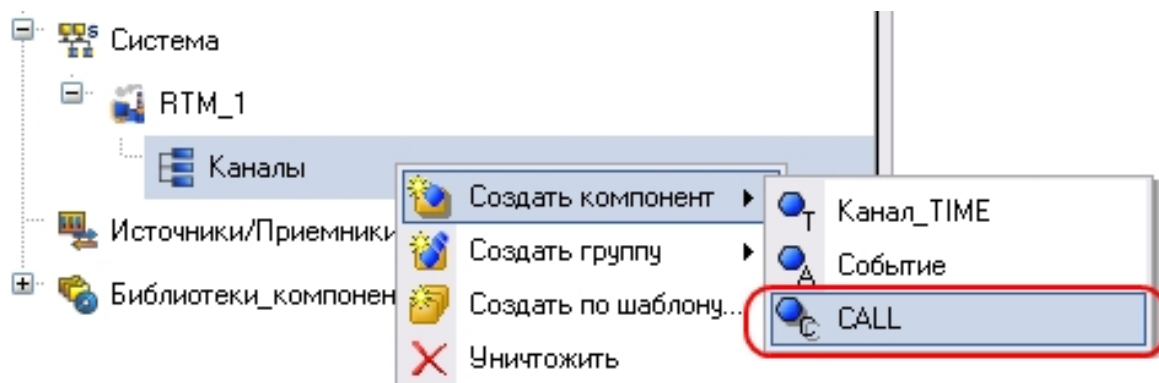 Система
RTM_1
Каналы
Источники/Приемники
Библиотеки_компонен
Создать компонент
Создать группу
Создать по шаблону...
Уничтожить
Канал_TIME
Событие
CALL